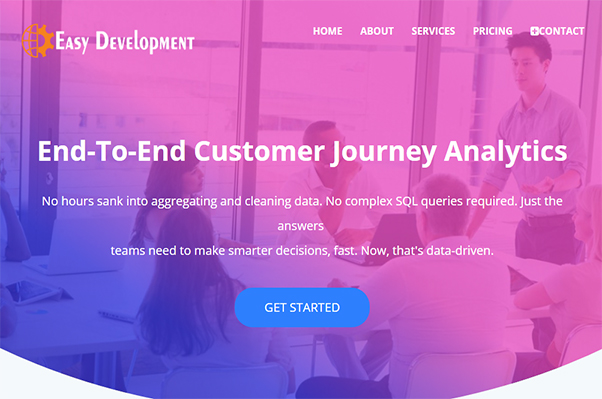 Easy Development
HOME ABOUT SERVICES PRICING CONTACT
End-To-End Customer Journey Analytics
No hours sank into aggregating and cleaning data. No complex SQL queries required. Just the
answers
teams need to make smarter decisions, fast. Now, that's data-driven.
GET STARTED